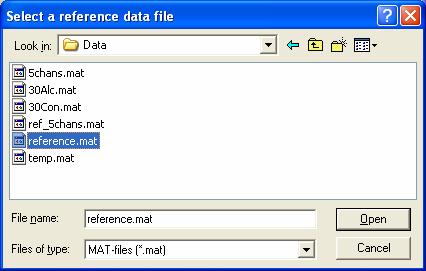 Select a reference data file
Look in: Data
5chans.mat
30Alc.mat
30Con.mat
ref_5chans.mat
reference.mat
temp.mat
File name: reference.mat Open
Files of type: MAT-files (*.mat) Cancel